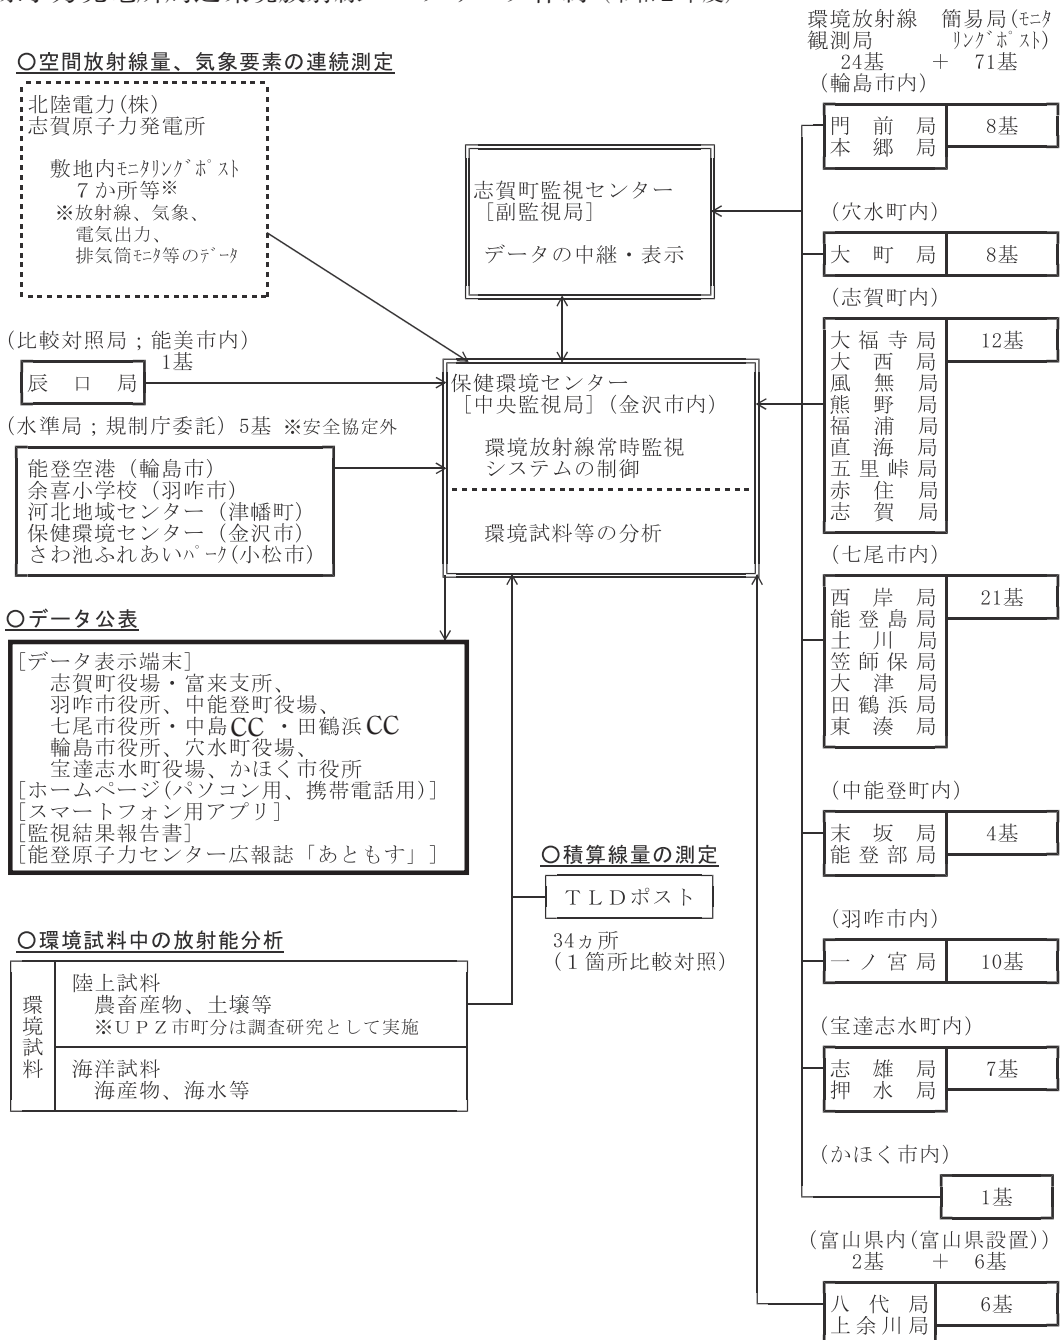 環境放射線 簡易局(ﾓﾆﾀ
観測局 ﾘﾝｸﾞﾎﾟｽﾄ)
24基 + 71基
(輪島市内)
門前局 8基
本郷局
(穴水町内)
大町局 8基
(志賀町内)
大福寺局 12基
大西局
風無局
熊野局
福浦局
直海局
五里峠局
赤住局
志賀局
(七尾市内)
西岸局 21基
能登島局
土川局
笠師保局
大津局
田鶴浜局
東湊局
(中能登町内)
末坂局 4基
能登部局
(羽咋市内)
一ノ宮局 10基
(宝達志水町内)
志雄局 7基
押水局
(かほく市内)
1基
(富山県内(富山県設置))
2基 + 6基
八代局 6基
上余川局
〇空間放射線量、気象要素の連続測定
北陸電力(株)
志賀原子力発電所
敷地内ﾓﾆﾀﾘﾝｸﾞﾎﾟｽﾄ
7か所等※
※放射線、気象、
電気出力、
排気筒ﾓﾆﾀ等のﾃﾞｰﾀ
志賀町監視センター
[副監視局]
データの中継・表示
(比較対照局；能美市内)
1基
辰口局
(水準局；規制庁委託) 5基 ※安全協定外
能登空港（輪島市）
余喜小学校（羽咋市）
河北地域センター（津幡町）
保健環境センター（金沢市）
さわ池ふれあいﾊﾟｰｸ(小松市)
保健環境センター
[中央監視局](金沢市内)
環境放射線常時監視
システムの制御
環境試料等の分析
〇データ公表
[データ表示端末]
志賀町役場・富来支所、
羽咋市役所、中能登町役場、
七尾市役所・中島CC・田鶴浜CC
輪島市役所、穴水町役場、
宝達志水町役場、かほく市役所
[ホームページ(パソコン用、携帯電話用)]
[スマートフォン用アプリ]
[監視結果報告書]
[能登原子力センター広報誌「あともす」]
〇積算線量の測定
ＴＬＤポスト
34ヵ所
(１箇所比較対照)
〇環境試料中の放射能分析
環境試料
陸上試料
農畜産物、土壌等
※ＵＰＺ市町分は調査研究として実施
海洋試料
海産物、海水等